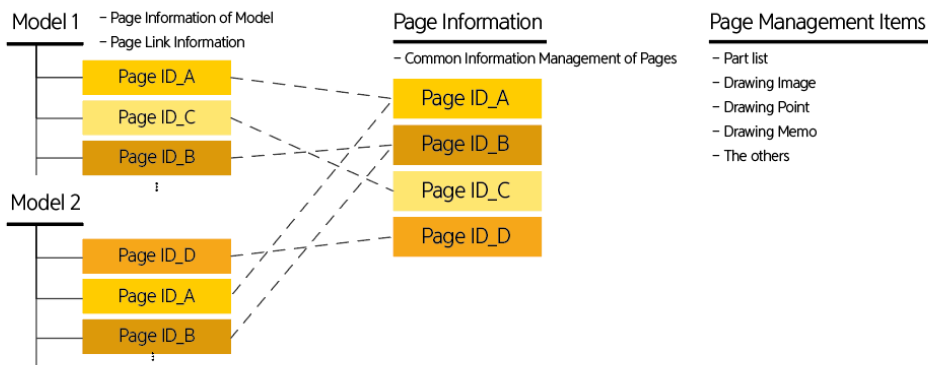 Model 1
– Page Information of Model
– Page Link Information
Page ID_A
Page ID_C
Page ID_B
Model 2
Page ID_D
Page ID_A
Page ID_B
Page Information
– Common Information Management of Pages
Page ID_A
Page ID_B
Page ID_C
Page ID_D
Page Management Items
– Part list
– Drawing Image
– Drawing Point
– Drawing Memo
– The others